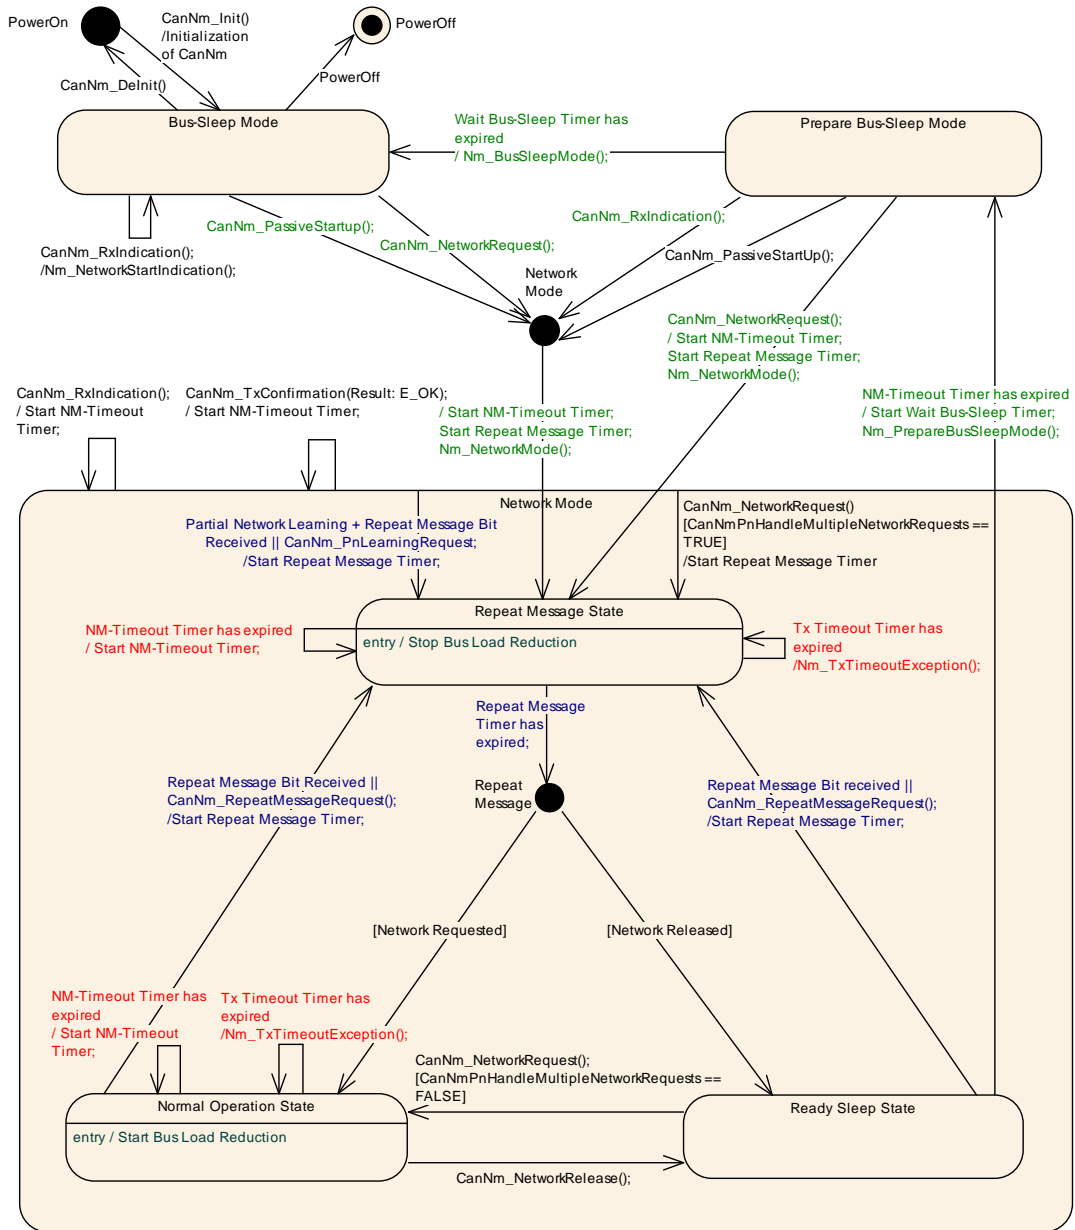 PowerOn
CanNm_Init()
/Initialization
of CanNm
PowerOff
CanNm_DeInit()
PowerOff
Bus-Sleep Mode
Wait Bus-Sleep Timer has
expired
/ Nm_BusSleepMode();
Prepare Bus-Sleep Mode
CanNm_RxIndication();
/Nm_NetworkStartIndication();
CanNm_PassiveStartup();
CanNm_NetworkRequest();
CanNm_RxIndication();
CanNm_PassiveStartUp();
Network
Mode
CanNm_NetworkRequest();
/ Start NM-Timeout Timer;
Start Repeat Message Timer;
Nm_NetworkMode();
CanNm_RxIndication();
/ Start NM-Timeout
Timer;
CanNm_TxConfirmation(Result: E_OK);
/ Start NM-Timeout Timer;
/ Start NM-Timeout Timer;
Start Repeat Message Timer;
Nm_NetworkMode();
NM-Timeout Timer has expired
/ Start Wait Bus-Sleep Timer;
Nm_PrepareBusSleepMode();
Network Mode
Partial Network Learning + Repeat Message Bit
Received || CanNm_PnLearningRequest;
/Start Repeat Message Timer;
CanNm_NetworkRequest()
[CanNmPnHandleMultipleNetworkRequests ==
TRUE]
/Start Repeat Message Timer
Repeat Message State
entry / Stop Bus Load Reduction
NM-Timeout Timer has expired
/ Start NM-Timeout Timer;
Tx Timeout Timer has
expired
/Nm_TxTimeoutException();
Repeat Message
Timer has
expired;
Repeat Message Bit Received ||
CanNm_RepeatMessageRequest();
/Start Repeat Message Timer;
Repeat
Message
Repeat Message Bit received ||
CanNm_RepeatMessageRequest();
/Start Repeat Message Timer;
[Network Requested]
[Network Released]
NM-Timeout Timer has
expired
/ Start NM-Timeout
Timer;
Tx Timeout Timer has
expired
/Nm_TxTimeoutException();
CanNm_NetworkRequest();
[CanNmPnHandleMultipleNetworkRequests ==
FALSE]
Normal Operation State
entry / Start Bus Load Reduction
Ready Sleep State
CanNm_NetworkRelease();